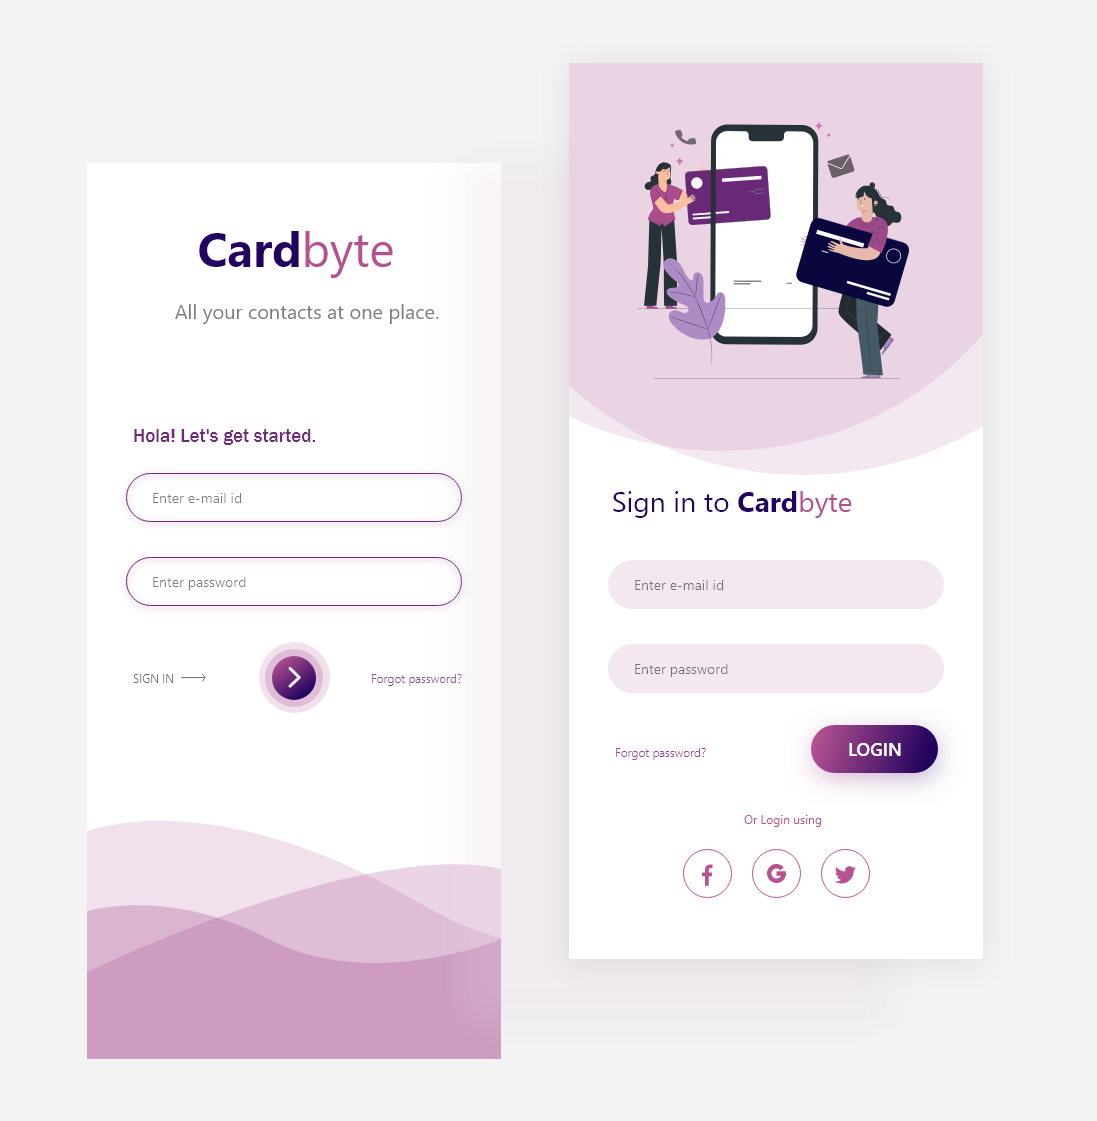 Cardbyte
All your contacts at one place.
Hola! Let's get started.
Enter e-mail id
Enter password
SIGN IN
Forgot password?
Sign in to Cardbyte
Enter e-mail id
Enter password
Forgot password?
LOGIN
Or Login using